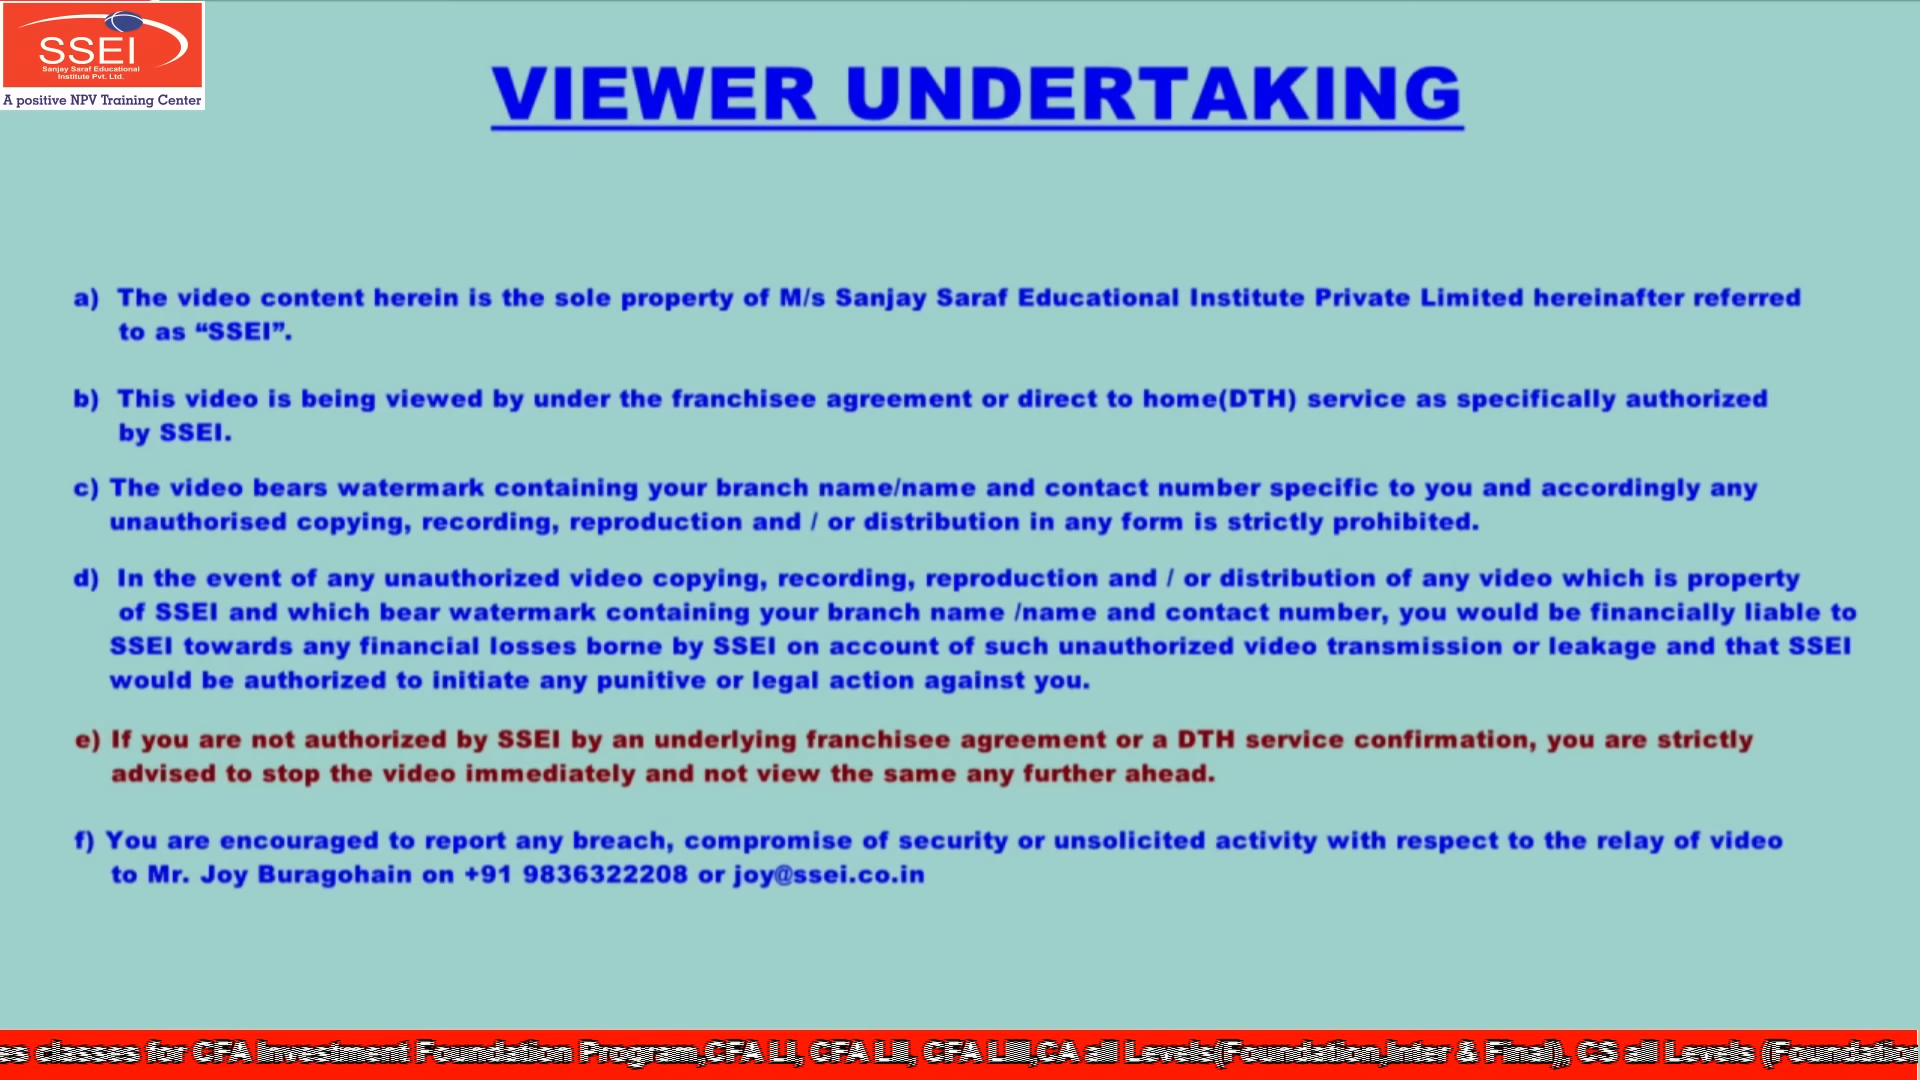 SSEI
Sanjay Saraf Educational
Institute Pvt. Ltd.
A positive NPV Training Center
VIEWER UNDERTAKING
a) The video content herein is the sole property of M/s Sanjay Saraf Educational Institute Private Limited hereinafter referred
to as “SSEI”.
b) This video is being viewed by under the franchisee agreement or direct to home(DTH) service as specifically authorized
by SSEI.
c) The video bears watermark containing your branch name/name and contact number specific to you and accordingly any
unauthorised copying, recording, reproduction and / or distribution in any form is strictly prohibited.
d) In the event of any unauthorized video copying, recording, reproduction and / or distribution of any video which is property
of SSEI and which bear watermark containing your branch name /name and contact number, you would be financially liable to
SSEI towards any financial losses borne by SSEI on account of such unauthorized video transmission or leakage and that SSEI
would be authorized to initiate any punitive or legal action against you.
e) If you are not authorized by SSEI by an underlying franchisee agreement or a DTH service confirmation, you are strictly
advised to stop the video immediately and not view the same any further ahead.
f) You are encouraged to report any breach, compromise of security or unsolicited activity with respect to the relay of video
to Mr. Joy Buragohain on +91 9836322208 or joy@ssei.co.in
es classes for CFA Investment Foundation Program,CFA LI, CFA LII, CFA LIII,CA all Levels(Foundation,Inter & Final), CS all Levels (Foundation